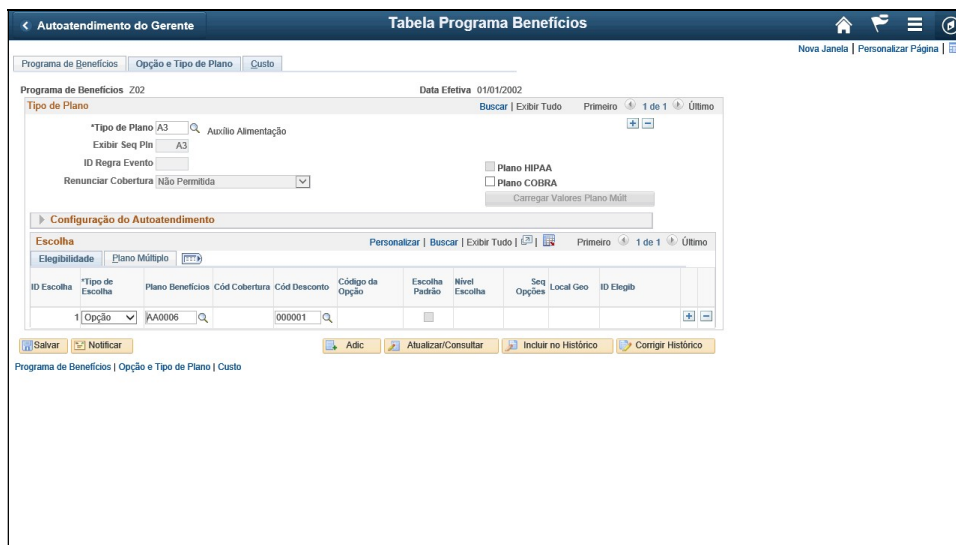 Autoatendimento do Gerente
Tabela Programa Benefícios
Nova Janela | Personalizar Página |
Programa de Benefícios Opção e Tipo de Plano Custo
Programa de Benefícios Z02 Data Efetiva 01/01/2002
Tipo de Plano Buscar | Exibir Tudo Primeiro 1 de 1 Último
*Tipo de Plano A3 Auxílio Alimentação
Exibir Seq Pln A3
ID Regra Evento
Plano HIPAA
Renunciar Cobertura Não Permitida
Plano COBRA
Carregar Valores Plano Múlt
Configuração do Autoatendimento
Escolha Personalizar | Buscar | Exibir Tudo | | Primeiro 1 de 1 Último
Elegibilidade Plano Múltiplo
ID Escolha *Tipo de Escolha Plano Benefícios Cód Cobertura Cód Desconto Código da Opção Escolha Padrão Nível Escolha Seq Opções Local Geo ID Elegib
1 Opção AA0006 000001
Salvar Notificar Adic Atualizar/Consultar Incluir no Histórico Corrigir Histórico
Programa de Benefícios | Opção e Tipo de Plano | Custo